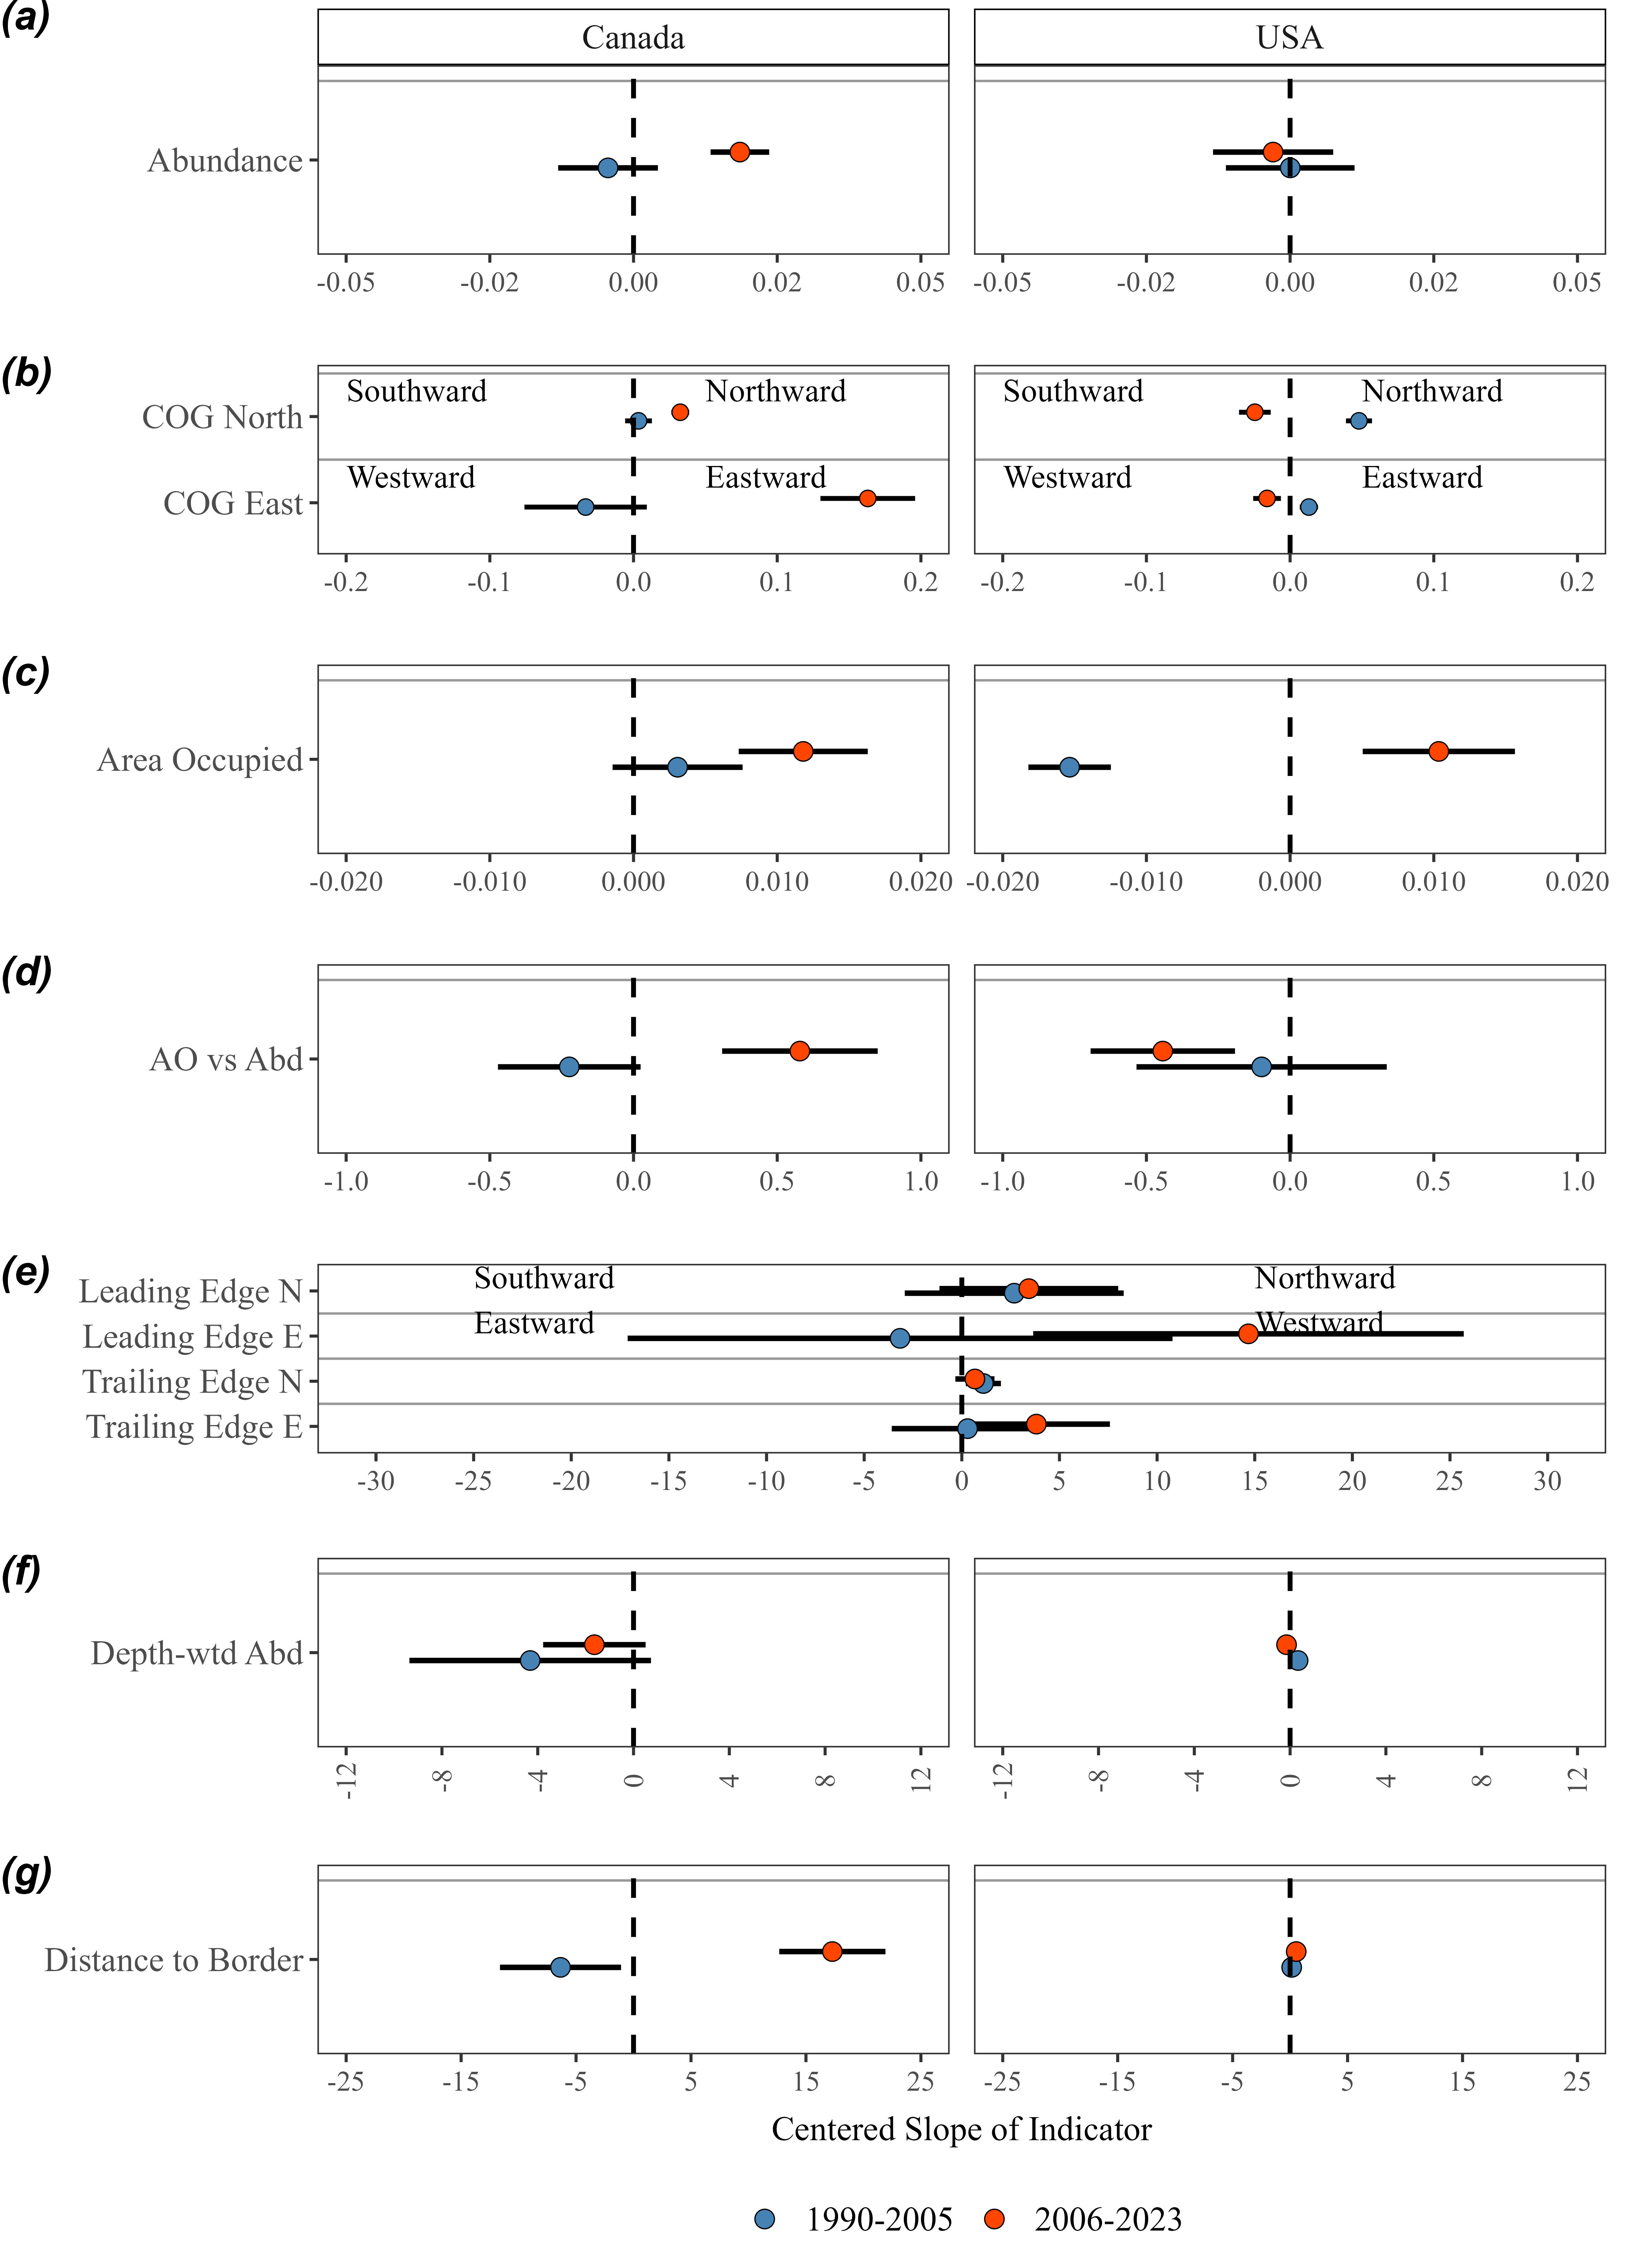 (a)
Canada USA
Abundance
-0.05 -0.02 0.00 0.02 0.05 -0.05 -0.02 0.00 0.02 0.05
(b)
Southward Northward Southward Northward
COG North
Westward Eastward Westward Eastward
COG East
-0.2 -0.1 0.0 0.1 0.2 -0.2 -0.1 0.0 0.1 0.2
(c)
Area Occupied
-0.020 -0.010 0.000 0.010 0.020 -0.020 -0.010 0.000 0.010 0.020
(d)
AO vs Abd
-1.0 -0.5 0.0 0.5 1.0 -1.0 -0.5 0.0 0.5 1.0
(e)
Southward Northward
Leading Edge N
Eastward Westward
Leading Edge E
Trailing Edge N
Trailing Edge E
-30 -25 -20 -15 -10 -5 0 5 10 15 20 25 30
(f)
Depth-wtd Abd
-12 -8 -4 0 4 8 12 -12 -8 -4 0 4 8 12
(g)
Distance to Border
-25 -15 -5 5 15 25 -25 -15 -5 5 15 25
Centered Slope of Indicator
1990-2005 2006-2023